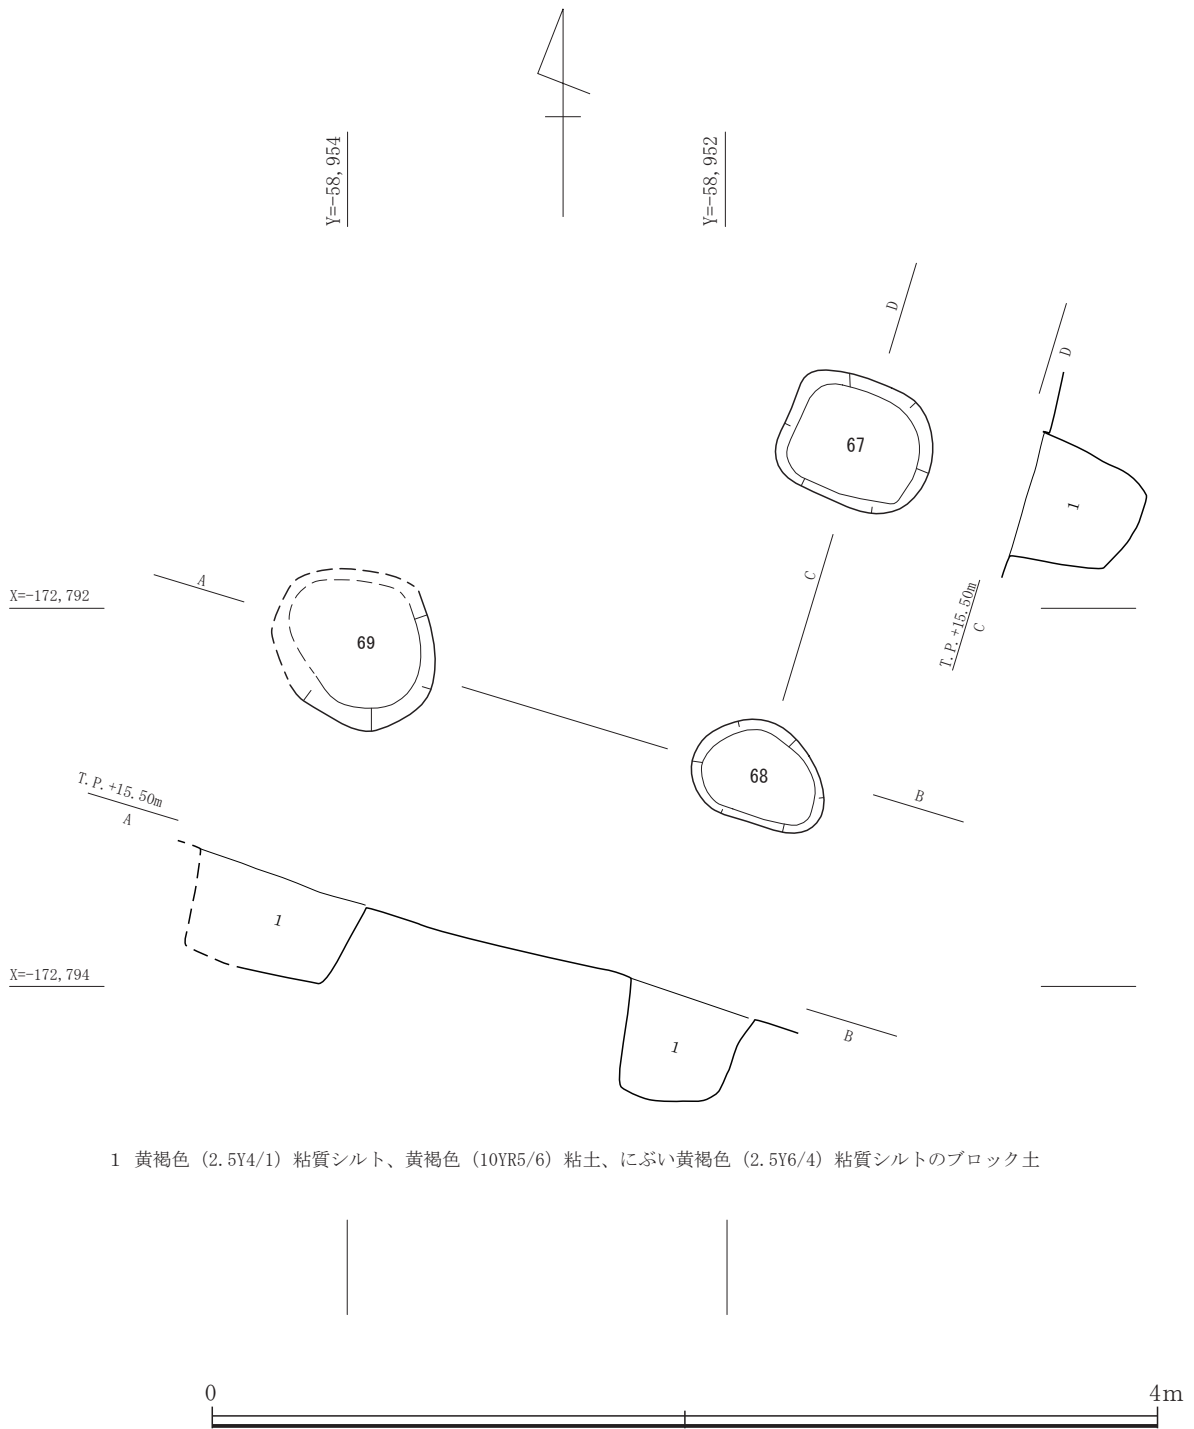 Y=-58,954
Y=-58,952
D
D
67
1
C
T.P.+15.50m
C
A
X=-172,792
69
68
B
T.P.+15.50m
A
1
X=-172,794
1
B
1 黄褐色（2.5Y4/1）粘質シルト、黄褐色（10YR5/6）粘土、にぶい黄褐色（2.5Y6/4）粘質シルトのブロック土
0
4m